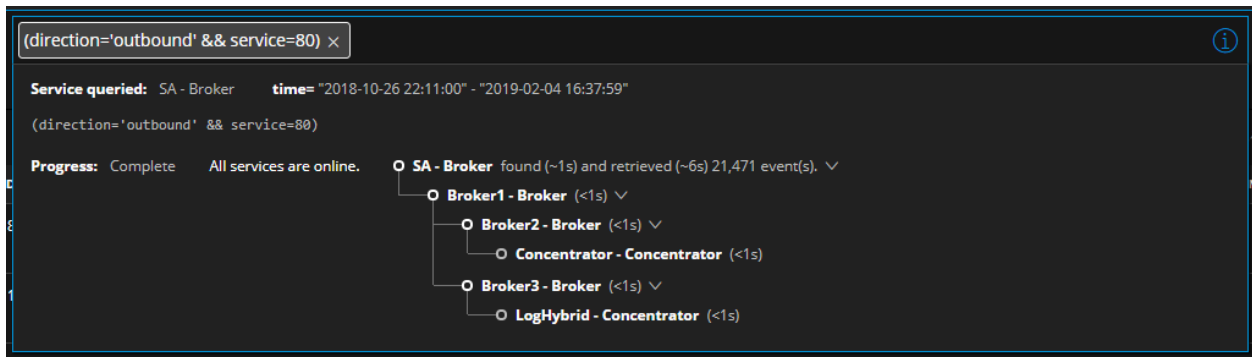 (direction='outbound' && service=80) ×
Service queried: SA - Broker time= "2018-10-26 22:11:00" - "2019-02-04 16:37:59"
(direction='outbound' && service=80)
Progress: Complete All services are online. SA - Broker found (~1s) and retrieved (~6s) 21,471 event(s).
Broker1 - Broker (<1s)
Broker2 - Broker (<1s)
Concentrator - Concentrator (<1s)
Broker3 - Broker (<1s)
LogHybrid - Concentrator (<1s)